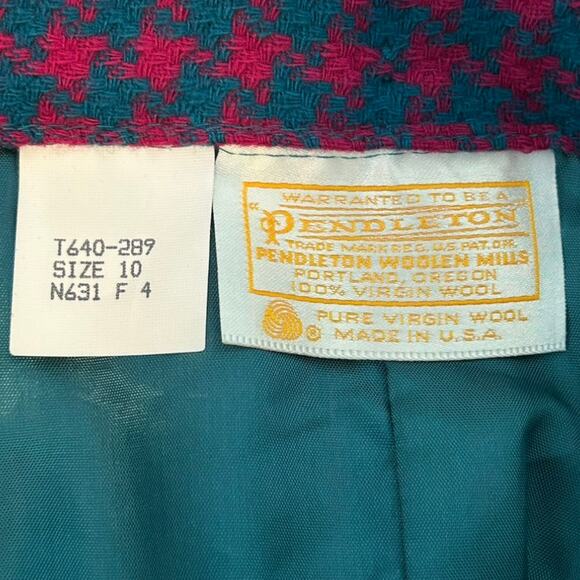 T640-289
SIZE 10
N631 F 4
WARRANTED TO BE A
"PENDLETON"
TRADE MARK REG. U.S. PAT. OFF.
PENDLETON WOOLEN MILLS
PORTLAND, OREGON
100% VIRGIN WOOL
® PURE VIRGIN WOOL
MADE IN U.S.A.